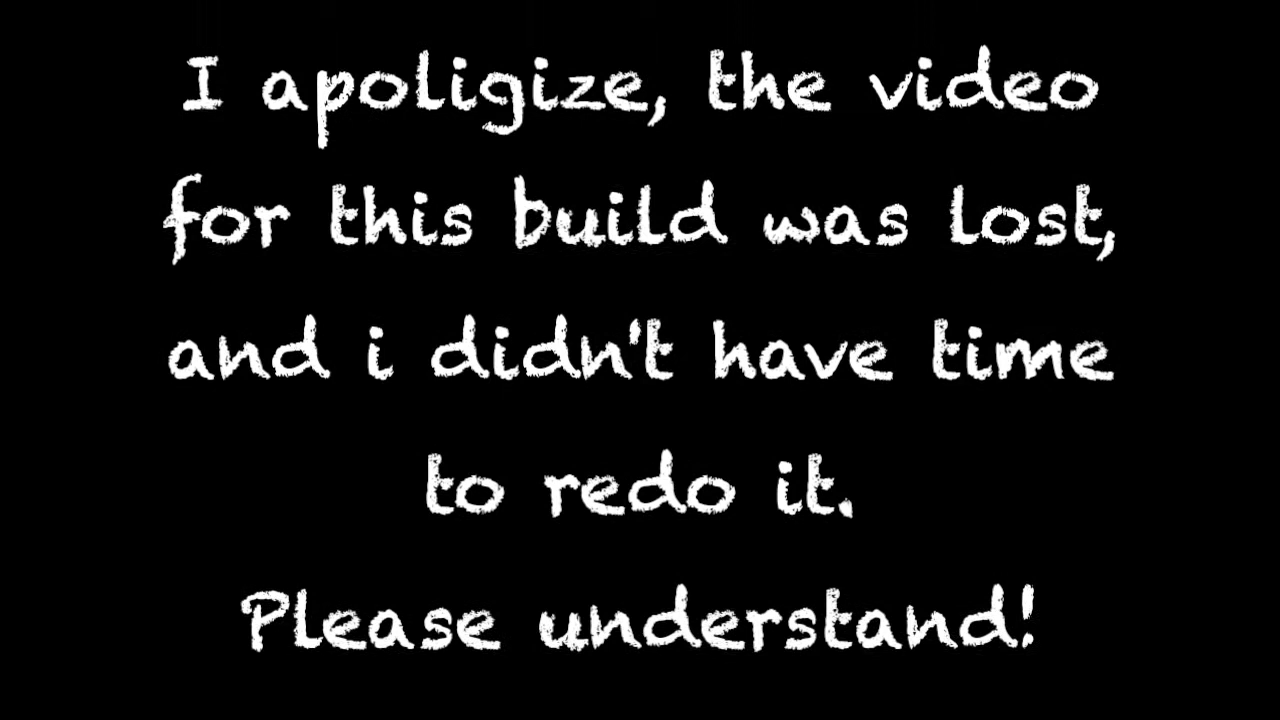 I apoligize, the video
for this build was lost,
and i didn't have time
to redo it.
Please understand!